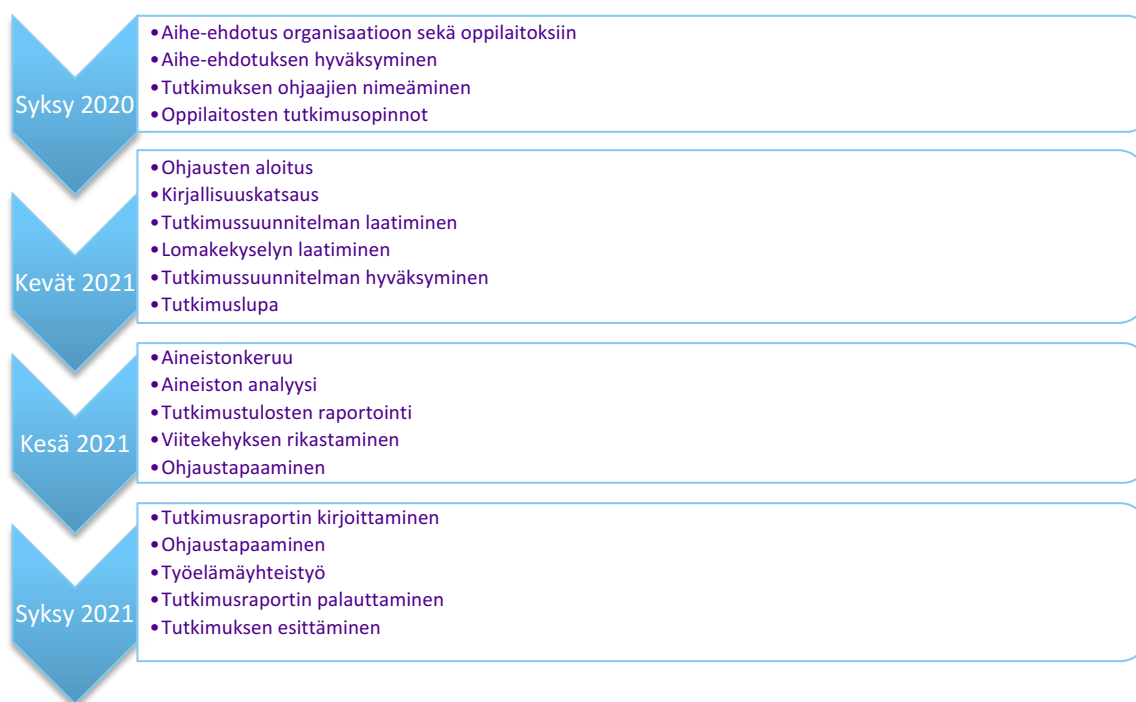 Syksy 2020
•Aihe-ehdotus organisaatioon sekä oppilaitoksiin
•Aihe-ehdotuksen hyväksyminen
•Tutkimuksen ohjaajien nimeäminen
•Oppilaitosten tutkimusopinnot
Kevät 2021
•Ohjausten aloitus
•Kirjallisuuskatsaus
•Tutkimussuunnitelman laatiminen
•Lomakekyselyn laatiminen
•Tutkimussuunnitelman hyväksyminen
•Tutkimuslupa
Kesä 2021
•Aineistonkeruu
•Aineiston analyysi
•Tutkimustulosten raportointi
•Viitekehyksen rikastaminen
•Ohjaustapaaminen
Syksy 2021
•Tutkimusraportin kirjoittaminen
•Ohjaustapaaminen
•Työelämäyhteistyö
•Tutkimusraportin palauttaminen
•Tutkimuksen esittäminen